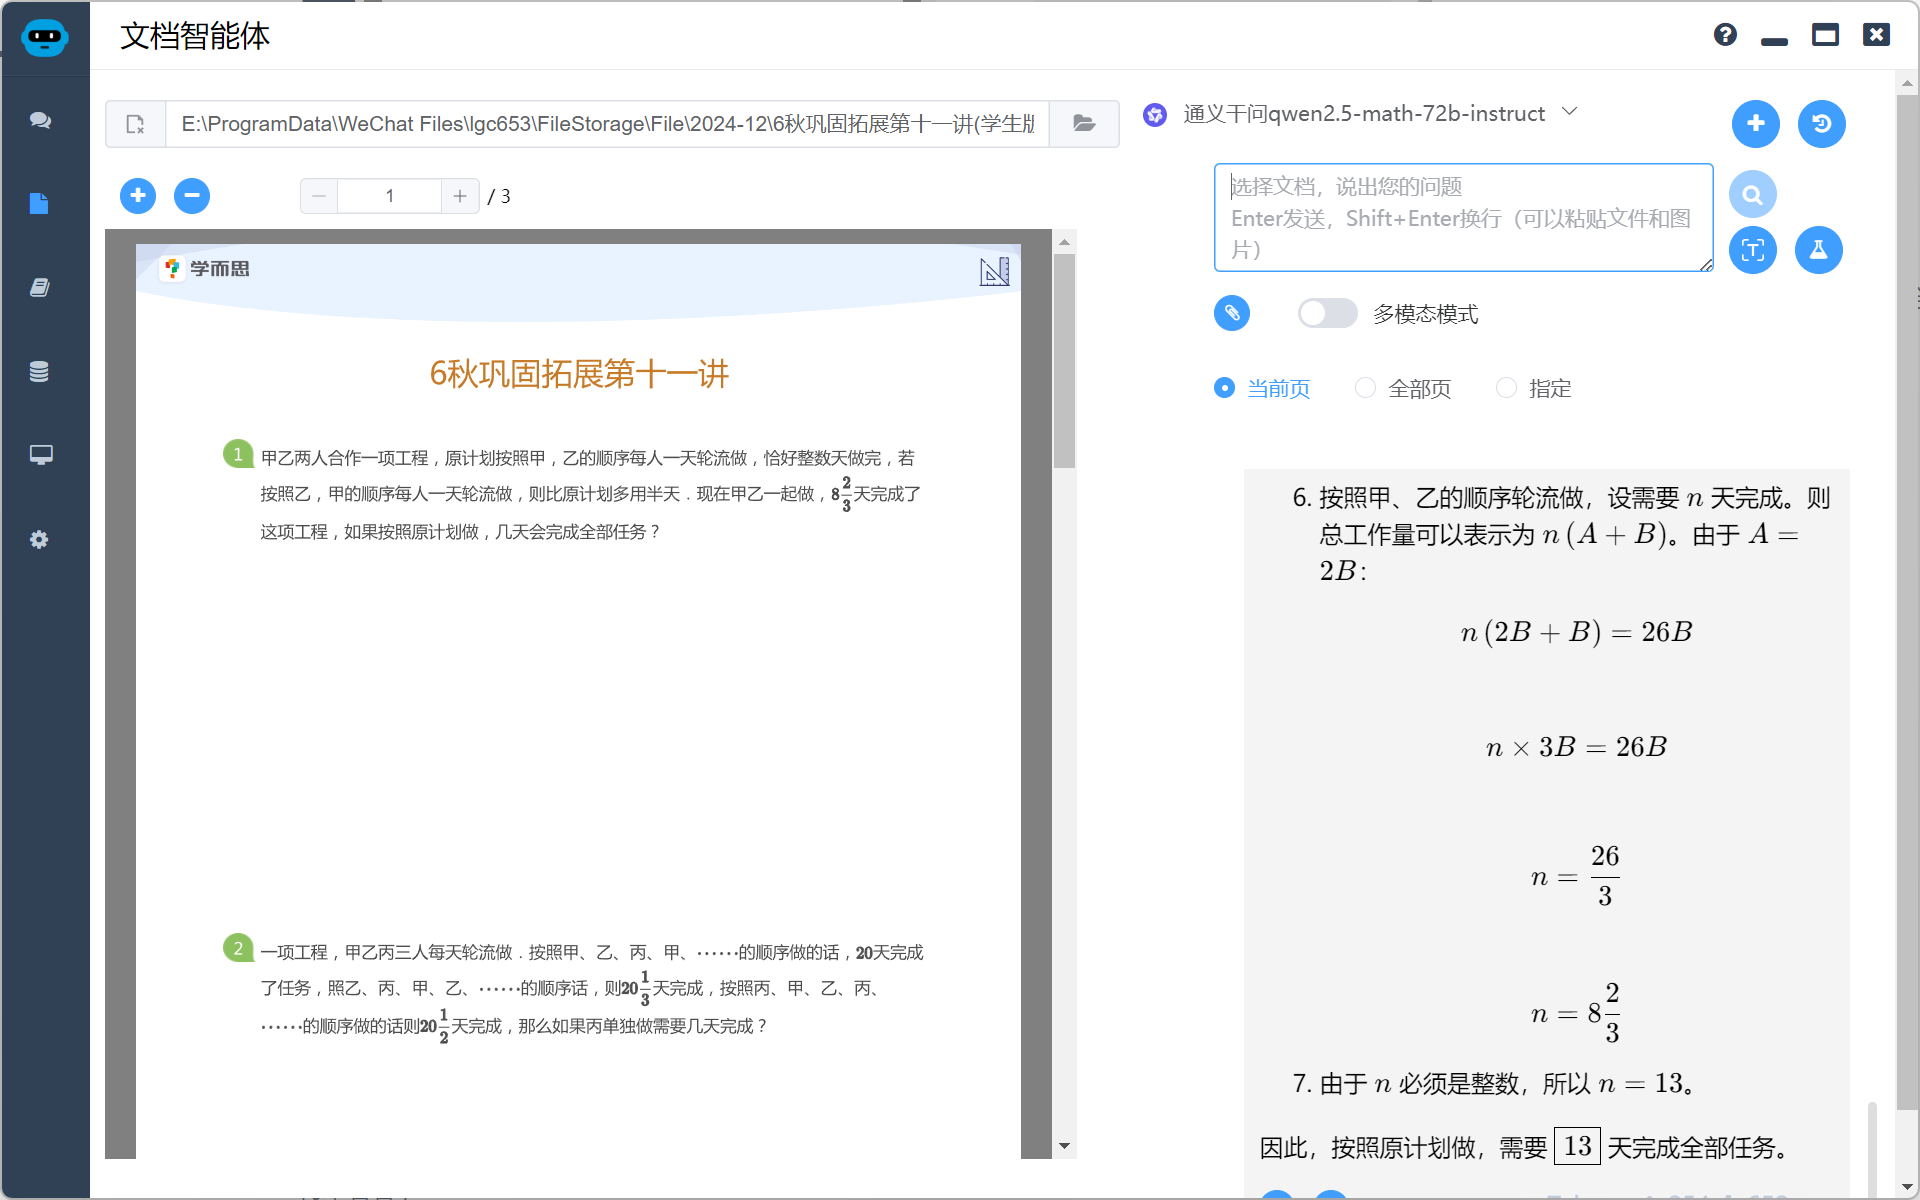 文档智能体
E:\ProgramData\WeChat Files\lgc653\FileStorage\File\2024-12\6秋巩固拓展第十一讲(学生版
通义千问qwen2.5-math-72b-instruct
1 / 3
选择文档，说出您的问题
Enter发送，Shift+Enter换行（可以粘贴文件和图
片）
多模态模式
当前页 全部页 指定
学而思
6秋巩固拓展第十一讲
1 甲乙两人合作一项工程，原计划按照甲，乙的顺序每人一天轮流做，恰好整数天做完，若
按照乙，甲的顺序每人一天轮流做，则比原计划多用半天．现在甲乙一起做，8 2/3 天完成了
这项工程，如果按照原计划做，几天会完成全部任务？
2 一项工程，甲乙丙三人每天轮流做．按照甲、乙、丙、甲、······的顺序做的话，20天完成
了任务，照乙、丙、甲、乙、······的顺序话，则20 1/3 天完成，按照丙、甲、乙、丙、
······的顺序做的话则20 1/2 天完成，那么如果丙单独做需要几天完成？
6. 按照甲、乙的顺序轮流做，设需要 n 天完成。则
总工作量可以表示为 n (A + B)。由于 A =
2B：
n (2B + B) = 26B
n × 3B = 26B
n = 26/3
n = 8 2/3
7. 由于 n 必须是整数，所以 n = 13。
因此，按照原计划做，需要 13 天完成全部任务。